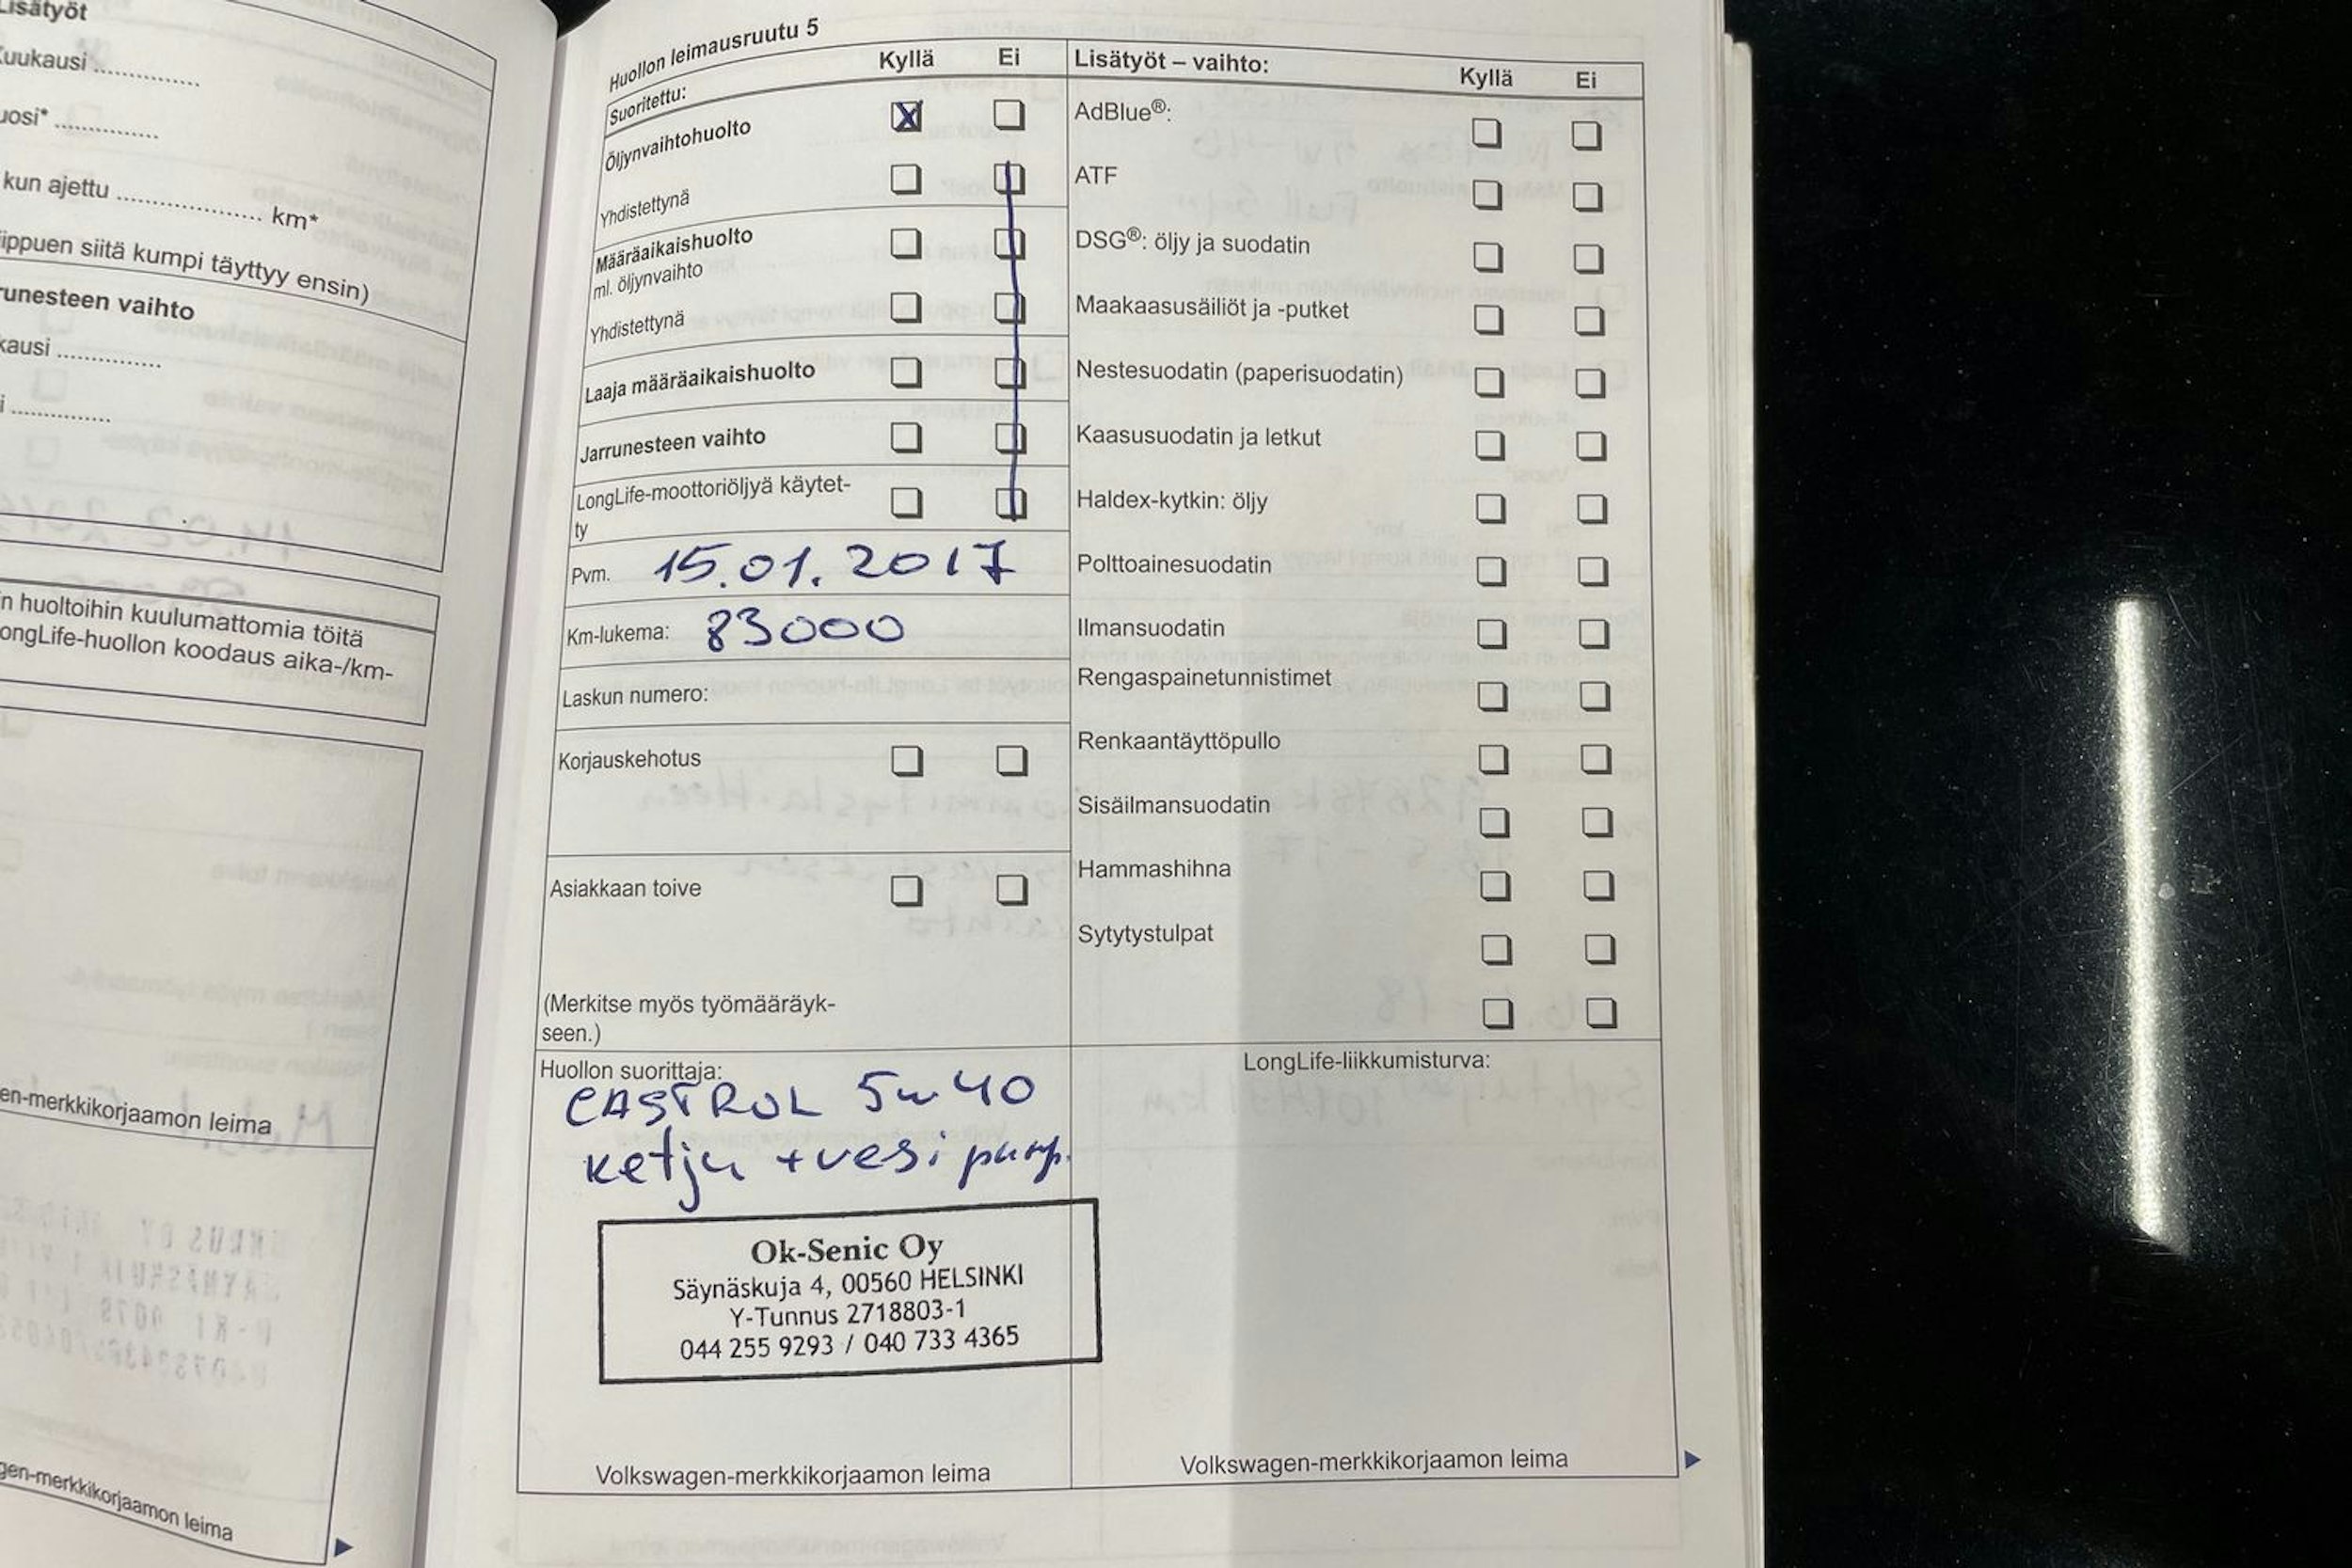 Lisätyöt
Kuukausi ..............
uosi* ..............
kun ajettu ................... km*
iippuen siitä kumpi täyttyy ensin)
runesteen vaihto
kausi ..............
i ..............
n huoltoihin kuulumattomia töitä
ongLife-huollon koodaus aika-/km-
en-merkkikorjaamon leima
gen-merkkikorjaamon leima
Huollon leimausruutu 5
Suoritettu: Kyllä Ei
Öljynvaihtohuolto X
Yhdistettynä
Määräaikaishuolto
ml. öljynvaihto
Yhdistettynä
Laaja määräaikaishuolto
Jarrunesteen vaihto
LongLife-moottoriöljyä käytet-
ty
Pvm. 15.01.2017
Km-lukema: 83000
Laskun numero:
Korjauskehotus
Asiakkaan toive
(Merkitse myös työmääräyk-
seen.)
Huollon suorittaja:
CASTROL 5w40
ketju + vesi pump.
Ok-Senic Oy
Säynäskuja 4, 00560 HELSINKI
Y-Tunnus 2718803-1
044 255 9293 / 040 733 4365
Volkswagen-merkkikorjaamon leima
Lisätyöt – vaihto: Kyllä Ei
AdBlue®:
ATF
DSG®: öljy ja suodatin
Maakaasusäiliöt ja -putket
Nestesuodatin (paperisuodatin)
Kaasusuodatin ja letkut
Haldex-kytkin: öljy
Polttoainesuodatin
Ilmansuodatin
Rengaspainetunnistimet
Renkaantäyttöpullo
Sisäilmansuodatin
Hammashihna
Sytytystulpat
LongLife-liikkumisturva:
Volkswagen-merkkikorjaamon leima